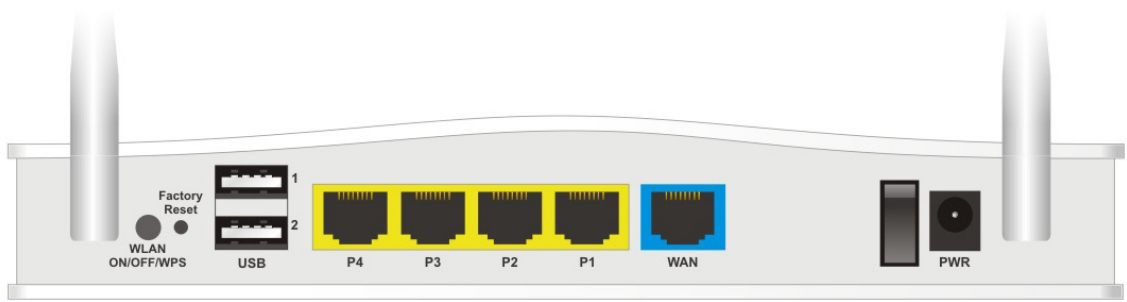 Factory
Reset
WLAN
ON/OFF/WPS
1
2
USB
P4
P3
P2
P1
WAN
PWR